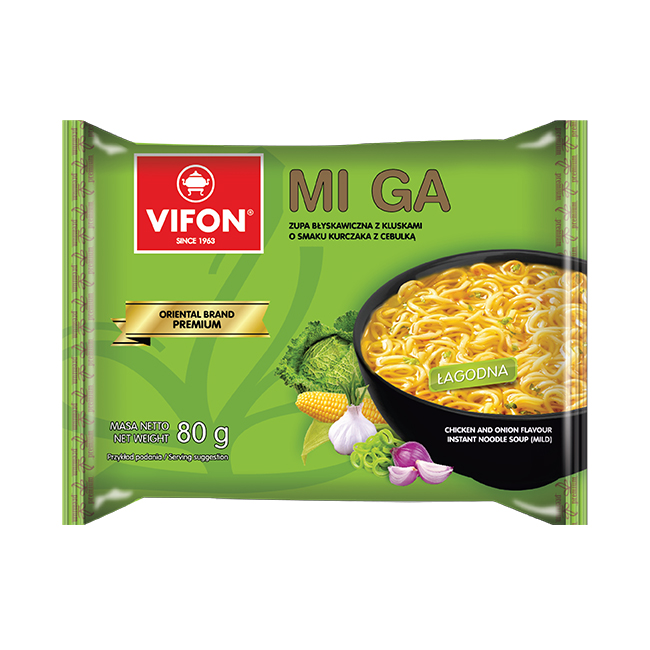 VIFON®
SINCE 1963
MI GA
ZUPA BŁYSKAWICZNA Z KLUSKAMI
O SMAKU KURCZAKA Z CEBULKĄ
ORIENTAL BRAND
PREMIUM
ŁAGODNA
CHICKEN AND ONION FLAVOUR
INSTANT NOODLE SOUP (MILD)
MASA NETTO
NET WEIGHT 80 g
Przykład podania./Serving suggestion